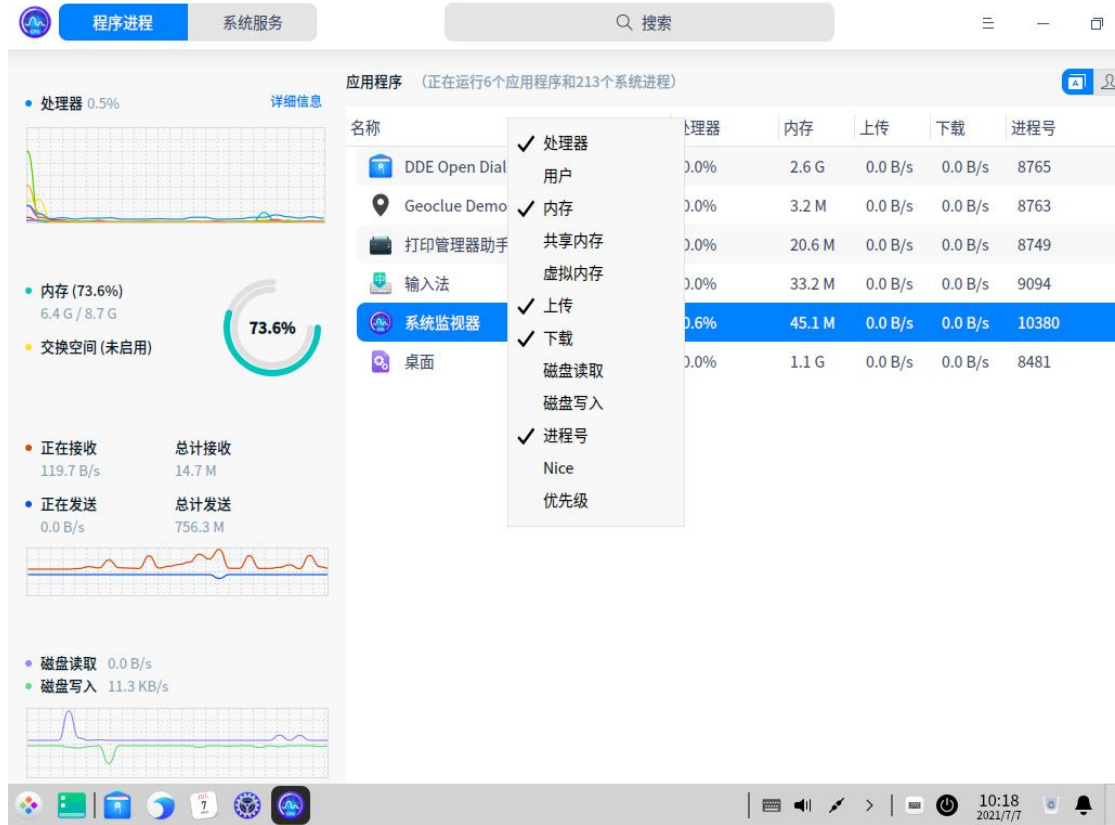 程序进程 系统服务 搜索
处理器 0.5% 详细信息
内存 (73.6%)
6.4 G / 8.7 G
73.6%
交换空间 (未启用)
正在接收 总计接收
119.7 B/s 14.7 M
正在发送 总计发送
0.0 B/s 756.3 M
磁盘读取 0.0 B/s
磁盘写入 11.3 KB/s
应用程序 (正在运行6个应用程序和213个系统进程)
名称 处理器 内存 上传 下载 进程号
DDE Open Dial 0.0% 2.6 G 0.0 B/s 0.0 B/s 8765
Geoclue Demo 0.0% 3.2 M 0.0 B/s 0.0 B/s 8763
打印管理器助手 0.0% 20.6 M 0.0 B/s 0.0 B/s 8749
输入法 0.0% 33.2 M 0.0 B/s 0.0 B/s 9094
系统监视器 0.6% 45.1 M 0.0 B/s 0.0 B/s 10380
桌面 0.0% 1.1 G 0.0 B/s 0.0 B/s 8481
处理器
用户
内存
共享内存
虚拟内存
上传
下载
磁盘读取
磁盘写入
进程号
Nice
优先级
7
10:18
2021/7/7